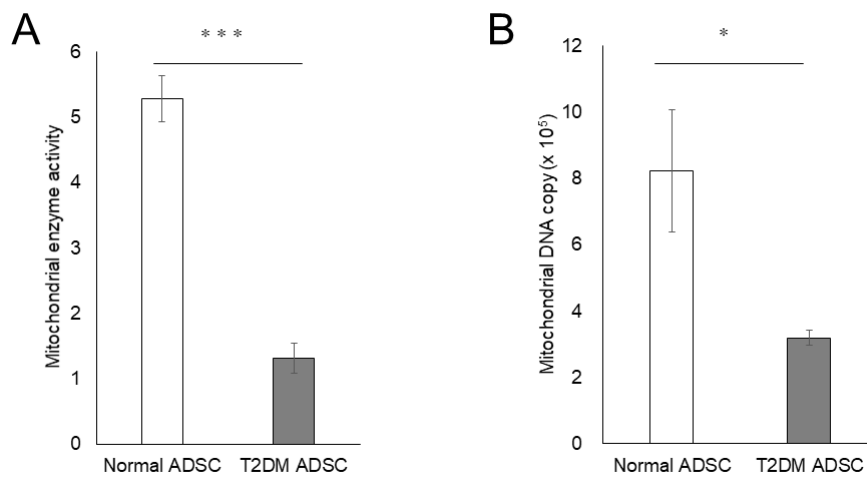 A
* * *
6
5
4
3
2
1
0
Mitochondrial enzyme activity
Normal ADSC T2DM ADSC
B
*
12
10
8
6
4
2
0
Mitochondrial DNA copy (x 10⁵)
Normal ADSC T2DM ADSC